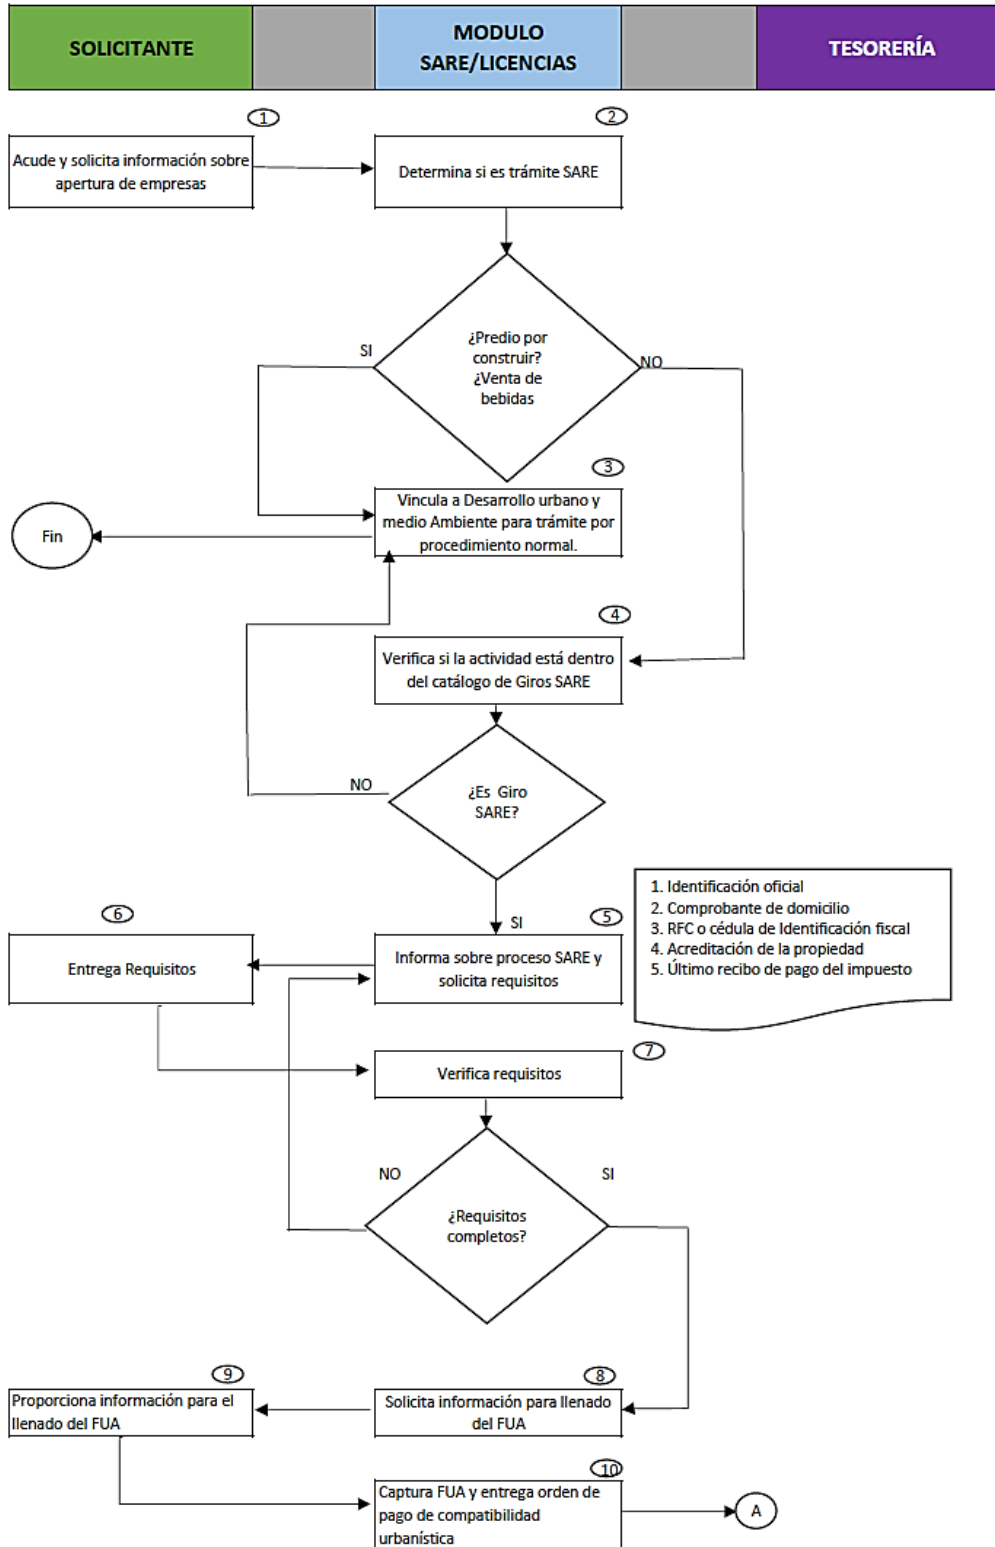 SOLICITANTE
MODULO
SARE/LICENCIAS
TESORERÍA
1
2
Acude y solicita información sobre
apertura de empresas
Determina si es trámite SARE
¿Predio por
construir?
¿Venta de
bebidas
SI
NO
3
Vincula a Desarrollo urbano y
medio Ambiente para trámite por
procedimiento normal.
Fin
4
Verifica si la actividad está dentro
del catálogo de Giros SARE
¿Es Giro
SARE?
NO
SI
1. Identificación oficial
2. Comprobante de domicilio
3. RFC o cédula de Identificación fiscal
4. Acreditación de la propiedad
5. Último recibo de pago del impuesto
6
5
Entrega Requisitos
Informa sobre proceso SARE y
solicita requisitos
7
Verifica requisitos
NO
SI
¿Requisitos
completos?
9
8
Proporciona información para el
llenado del FUA
Solicita información para llenado
del FUA
10
Captura FUA y entrega orden de
pago de compatibilidad
urbanística
A